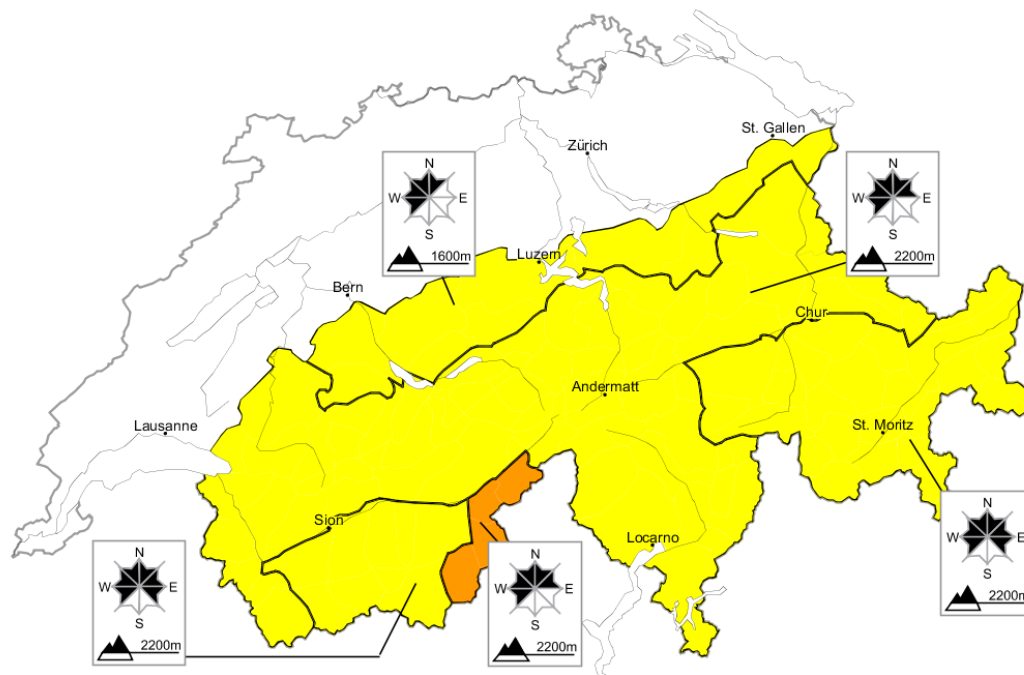 St. Gallen
Zürich
N
W E
S
1600m
N
W E
S
2200m
Luzern
Bern
Chur
Andermatt
Lausanne
St. Moritz
Sion
Locarno
N
W E
S
2200m
N
W E
S
2200m
N
W E
S
2200m